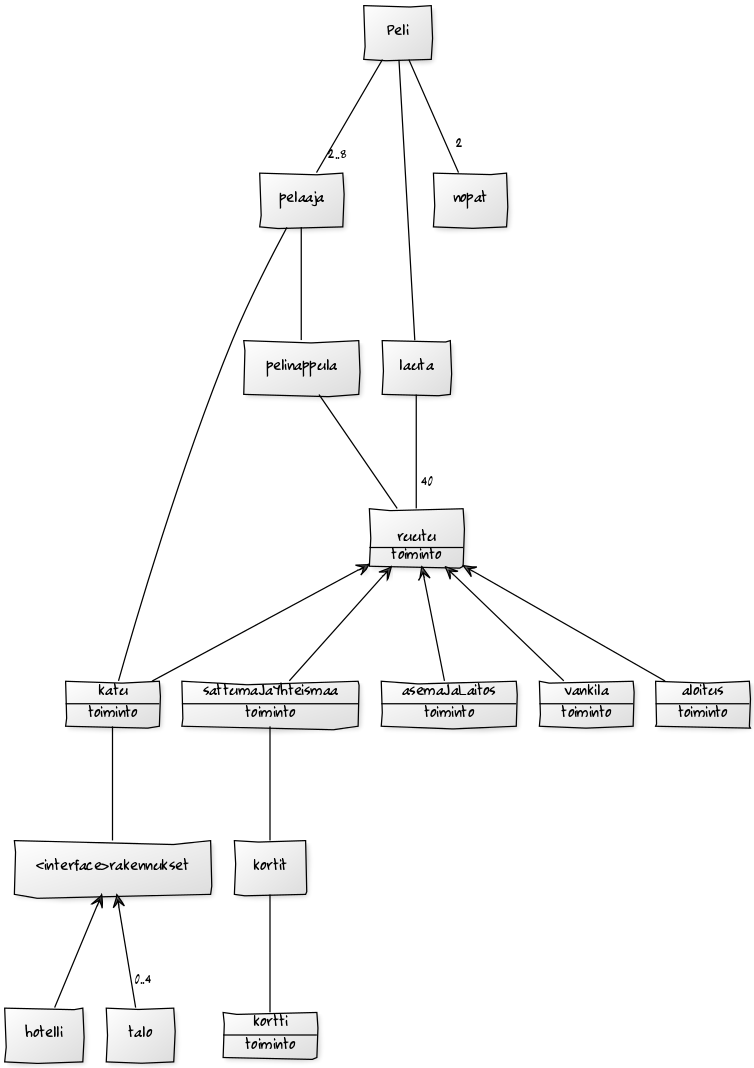 Peli
2..8
2
pelaaja
nopat
pelinappula
lauta
40
ruutu
toiminto
katu
toiminto
sattumaJaYhteismaa
toiminto
asemaJaLaitos
toiminto
vankila
toiminto
aloitus
toiminto
<interface>rakennukset
kortit
0..4
hotelli
talo
kortti
toiminto